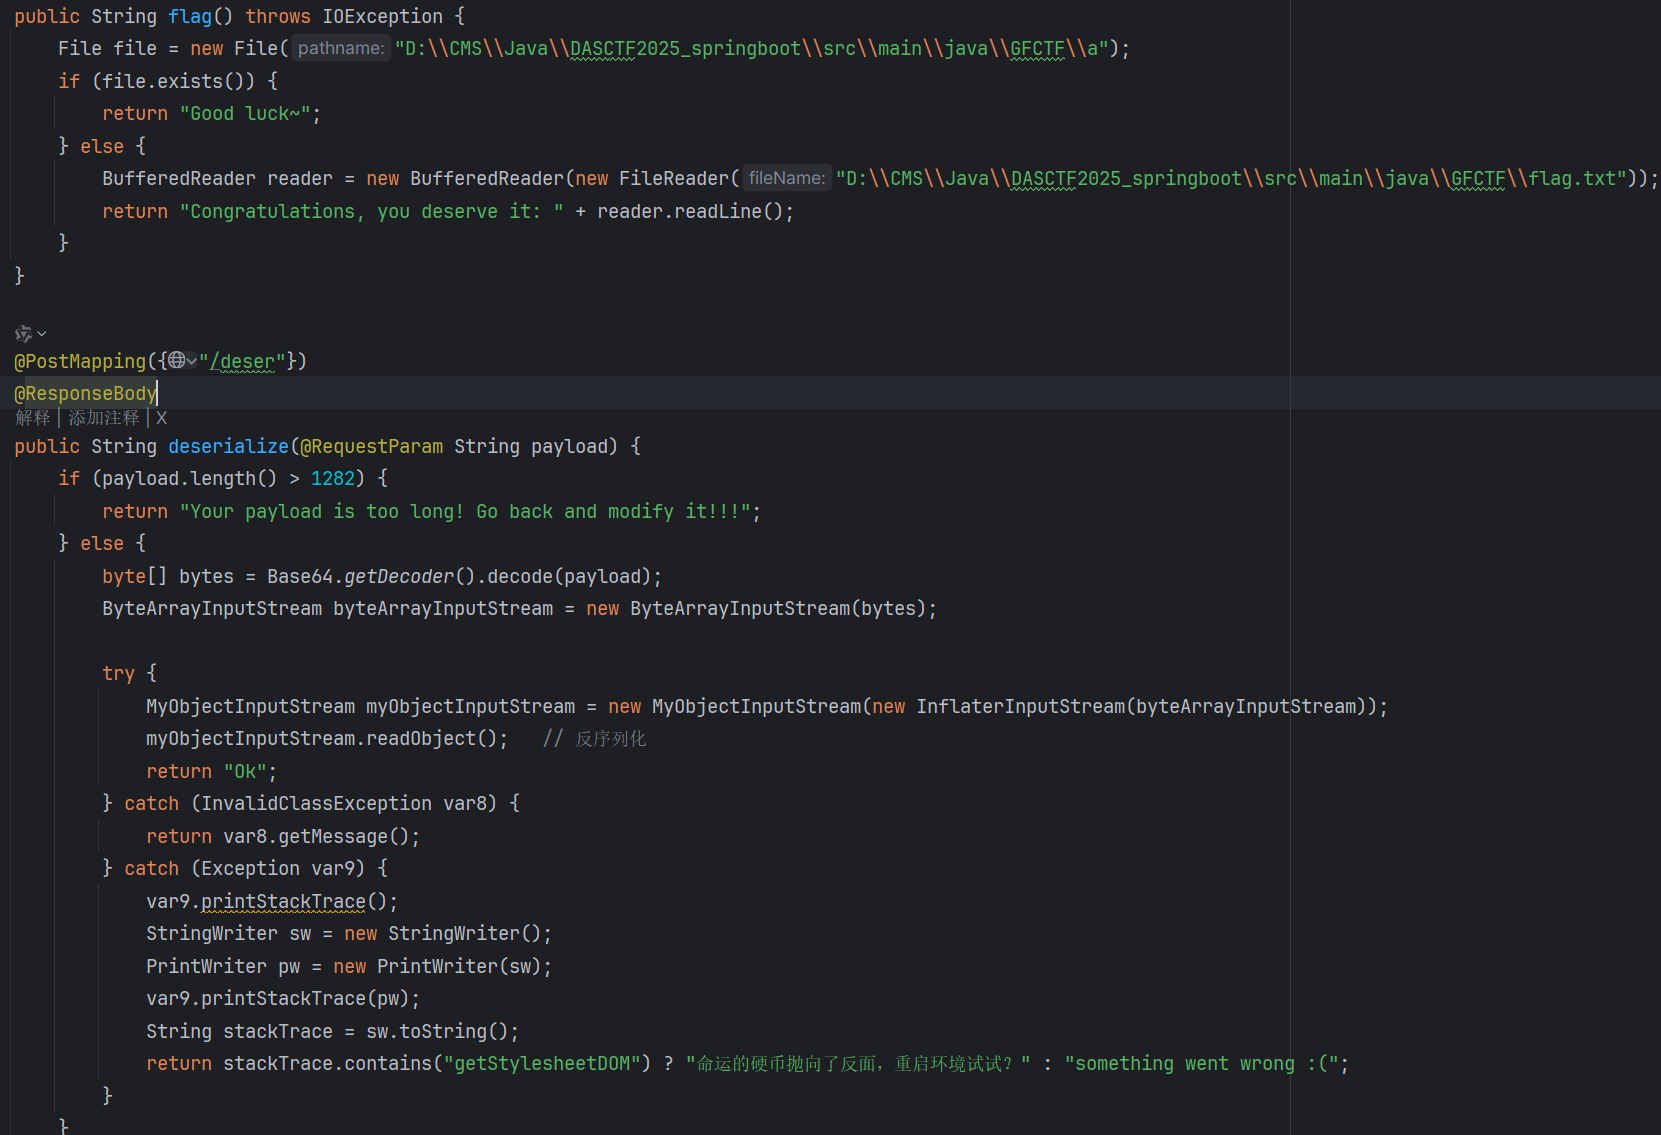 public String flag() throws IOException {
File file = new File( pathname: "D:\\CMS\\Java\\DASCTF2025_springboot\\src\\main\\java\\GFCTF\\a");
if (file.exists()) {
return "Good luck~";
} else {
BufferedReader reader = new BufferedReader(new FileReader( fileName: "D:\\CMS\\Java\\DASCTF2025_springboot\\src\\main\\java\\GFCTF\\flag.txt"));
return "Congratulations, you deserve it: " + reader.readLine();
}
}
@PostMapping({"/deser"})
@ResponseBody
解释 | 添加注释 | X
public String deserialize(@RequestParam String payload) {
if (payload.length() > 1282) {
return "Your payload is too long! Go back and modify it!!!";
} else {
byte[] bytes = Base64.getDecoder().decode(payload);
ByteArrayInputStream byteArrayInputStream = new ByteArrayInputStream(bytes);
try {
MyObjectInputStream myObjectInputStream = new MyObjectInputStream(new InflaterInputStream(byteArrayInputStream));
myObjectInputStream.readObject(); // 反序列化
return "Ok";
} catch (InvalidClassException var8) {
return var8.getMessage();
} catch (Exception var9) {
var9.printStackTrace();
StringWriter sw = new StringWriter();
PrintWriter pw = new PrintWriter(sw);
var9.printStackTrace(pw);
String stackTrace = sw.toString();
return stackTrace.contains("getStylesheetDOM") ? "命运的硬币抛向了反面，重启环境试试？" : "something went wrong :(";
}
}